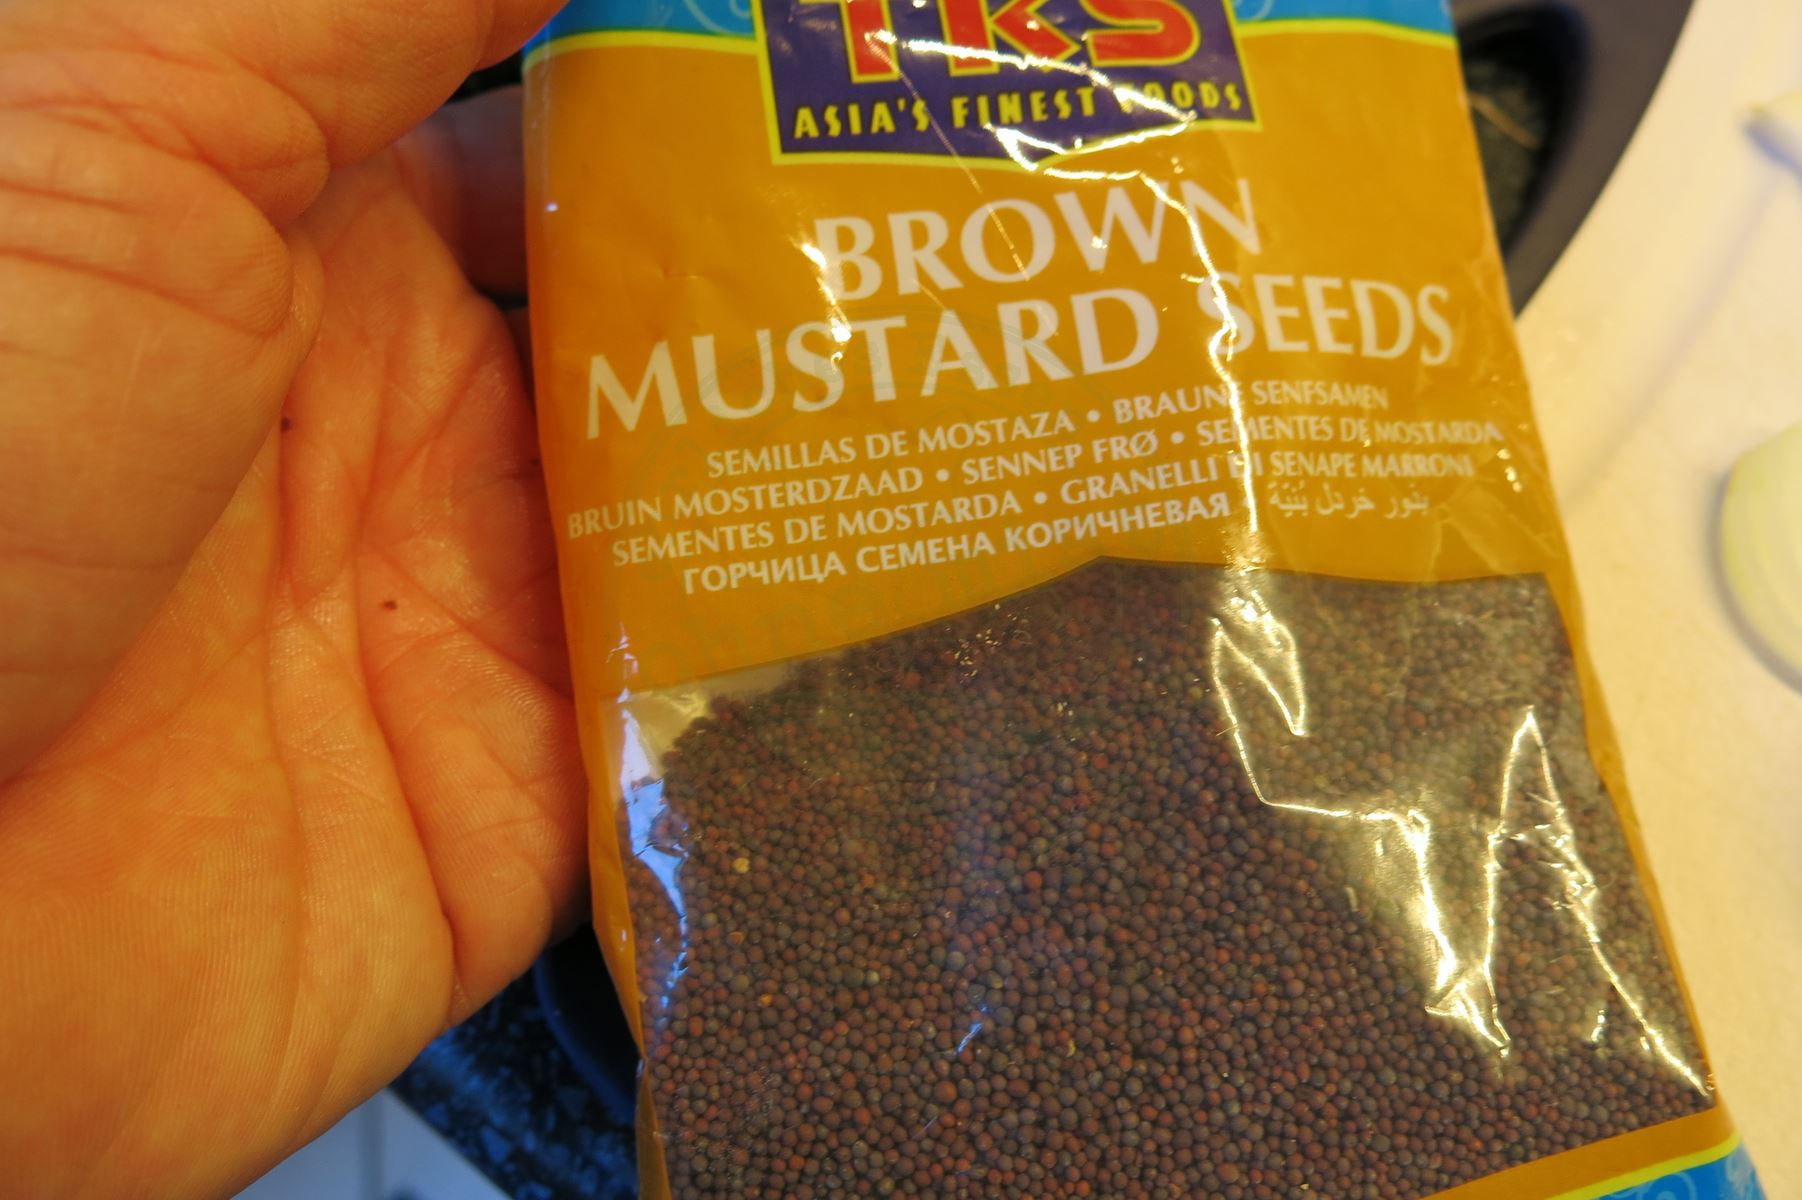 TRS
ASIA'S FINEST FOODS
BROWN
MUSTARD SEEDS
SEMILLAS DE MOSTAZA • BRAUNE SENFSAMEN
BRUIN MOSTERDZAAD • SENNEP FRØ • SEMENTES DE MOSTARDA
SEMENTES DE MOSTARDA • GRANELLI DI SENAPE MARRONI
ГОРЧИЦА СЕМЕНА КОРИЧНЕВАЯ بذور خردل بنية